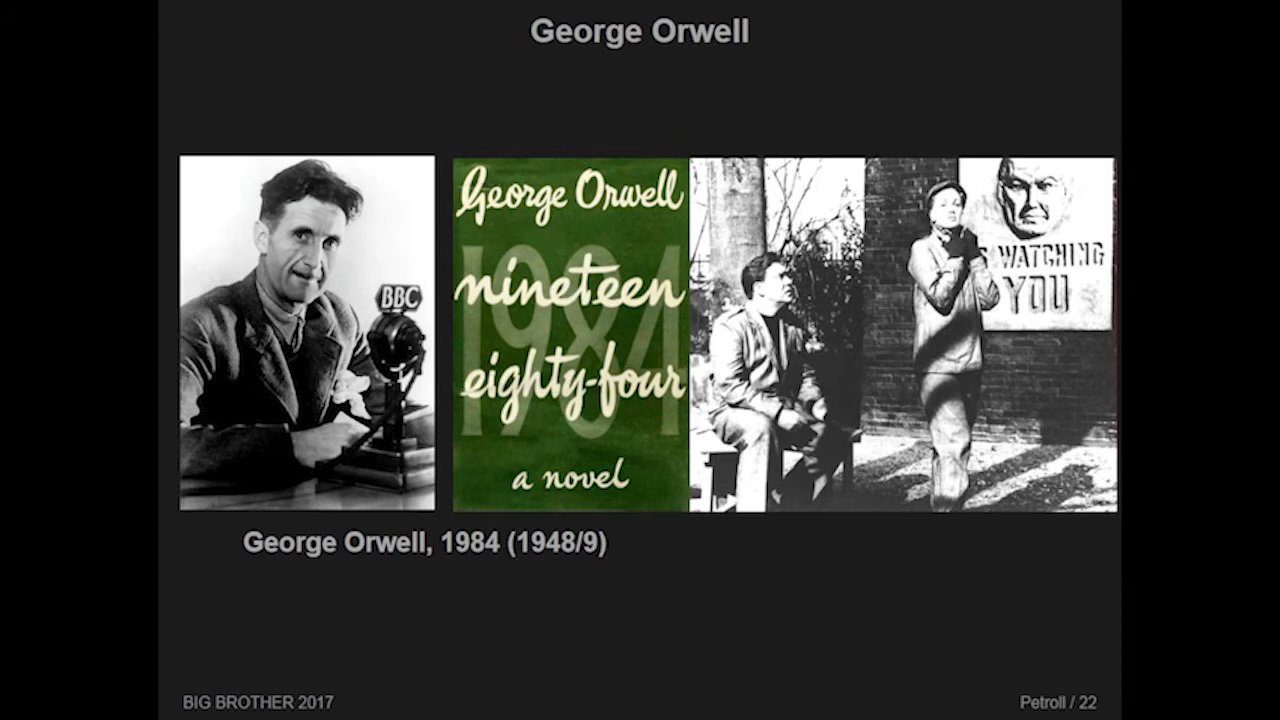 George Orwell
BBC
George Orwell
1984
nineteen
eighty-four
a novel
S WATCHING
YOU
George Orwell, 1984 (1948/9)
BIG BROTHER 2017
Petroll / 22